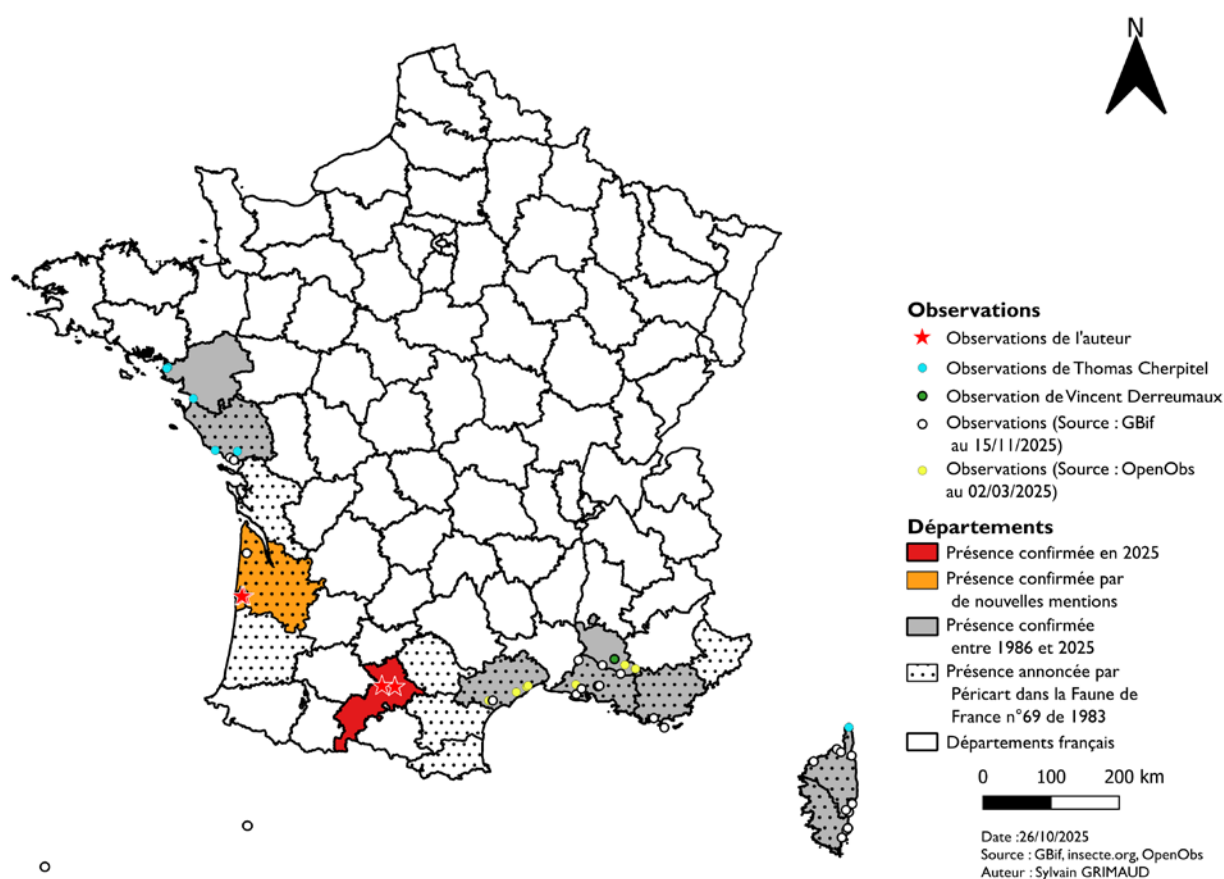 N
Observations
Observations de l'auteur
Observations de Thomas Cherpitel
Observation de Vincent Derreumaux
Observations (Source : GBif
au 15/11/2025)
Observations (Source : OpenObs
au 02/03/2025)
Départements
Présence confirmée en 2025
Présence confirmée par
de nouvelles mentions
Présence confirmée
entre 1986 et 2025
Présence annoncée par
Péricart dans la Faune de
France n°69 de 1983
Départements français
0 100 200 km
Date :26/10/2025
Source : GBif, insecte.org, OpenObs
Auteur : Sylvain GRIMAUD